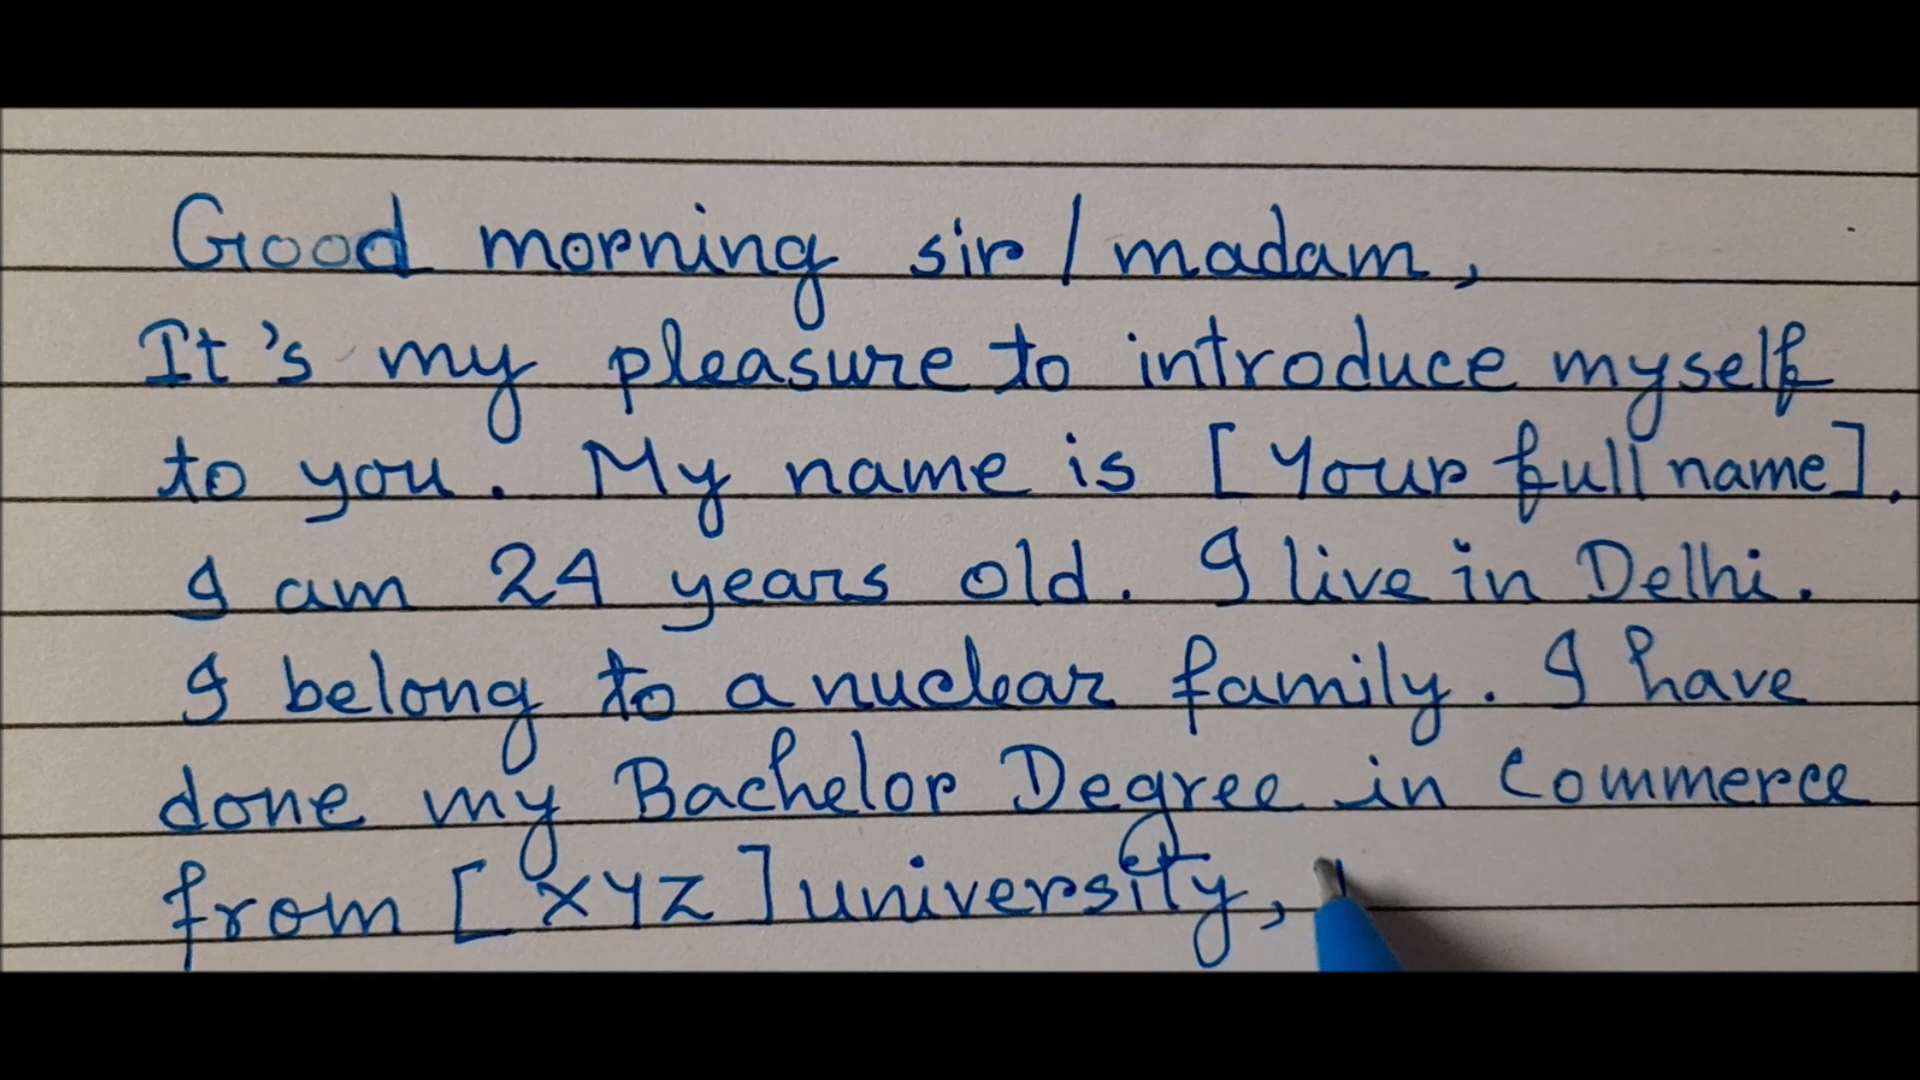 Good morning sir / madam,
It's my pleasure to introduce myself
to you. My name is [Your full name].
I am 24 years old. I live in Delhi.
I belong to a nuclear family. I have
done my Bachelor Degree in Commerce
from [XYZ] university,